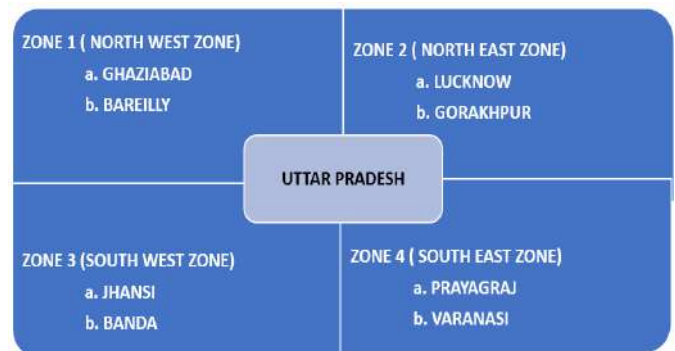 ZONE 1 ( NORTH WEST ZONE)
a. GHAZIABAD
b. BAREILLY
ZONE 2 ( NORTH EAST ZONE)
a. LUCKNOW
b. GORAKHPUR
UTTAR PRADESH
ZONE 3 (SOUTH WEST ZONE)
a. JHANSI
b. BANDA
ZONE 4 ( SOUTH EAST ZONE)
a. PRAYAGRAJ
b. VARANASI